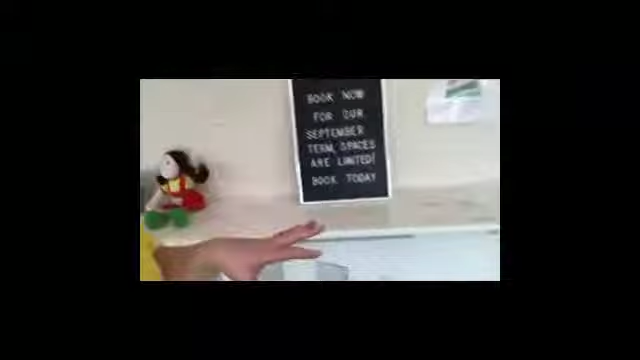 BOOK NOW
FOR OUR
SEPTEMBER
TERM, SPACES
ARE LIMITED!
BOOK TODAY